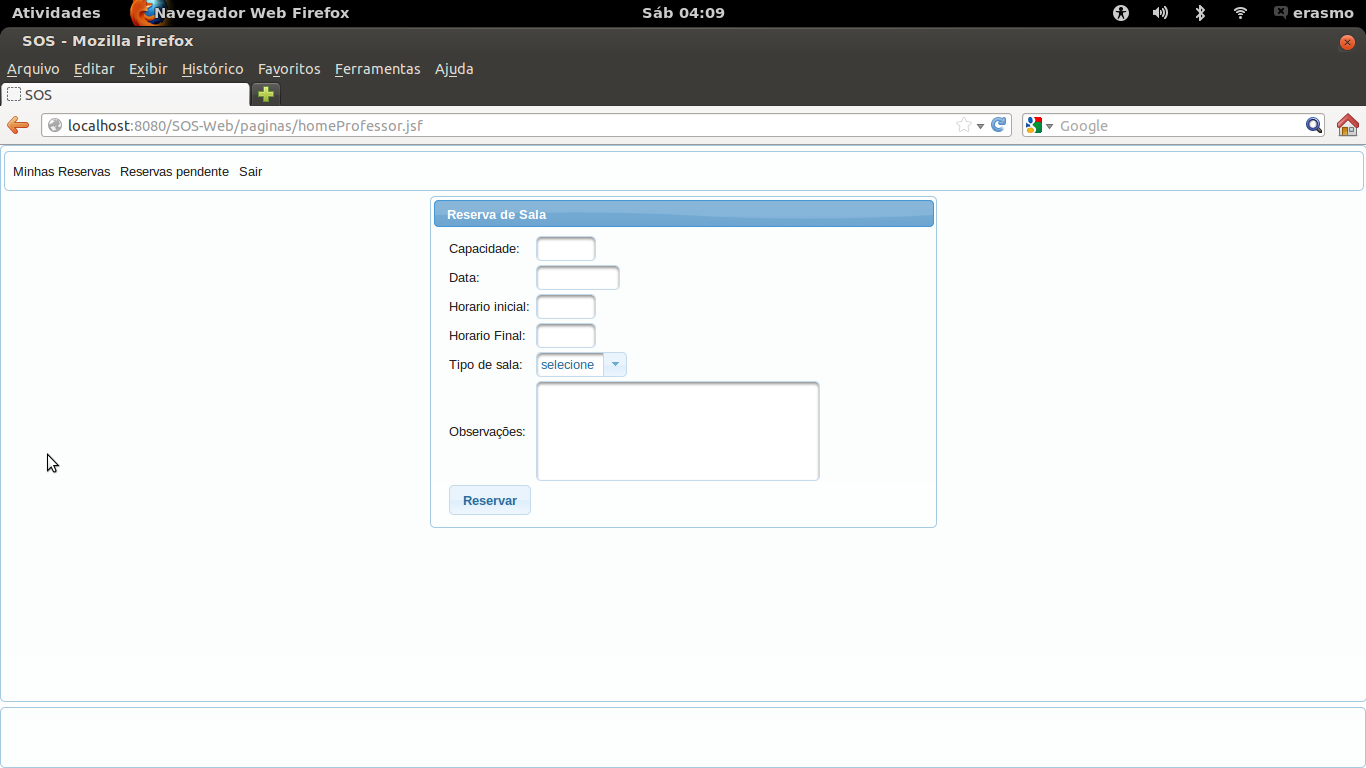 Atividades Navegador Web Firefox Sáb 04:09 erasmo
SOS - Mozilla Firefox
Arquivo Editar Exibir Histórico Favoritos Ferramentas Ajuda
SOS
localhost:8080/SOS-Web/paginas/homeProfessor.jsf Google
Minhas Reservas Reservas pendente Sair
Reserva de Sala
Capacidade:
Data:
Horario inicial:
Horario Final:
Tipo de sala: selecione
Observações:
Reservar